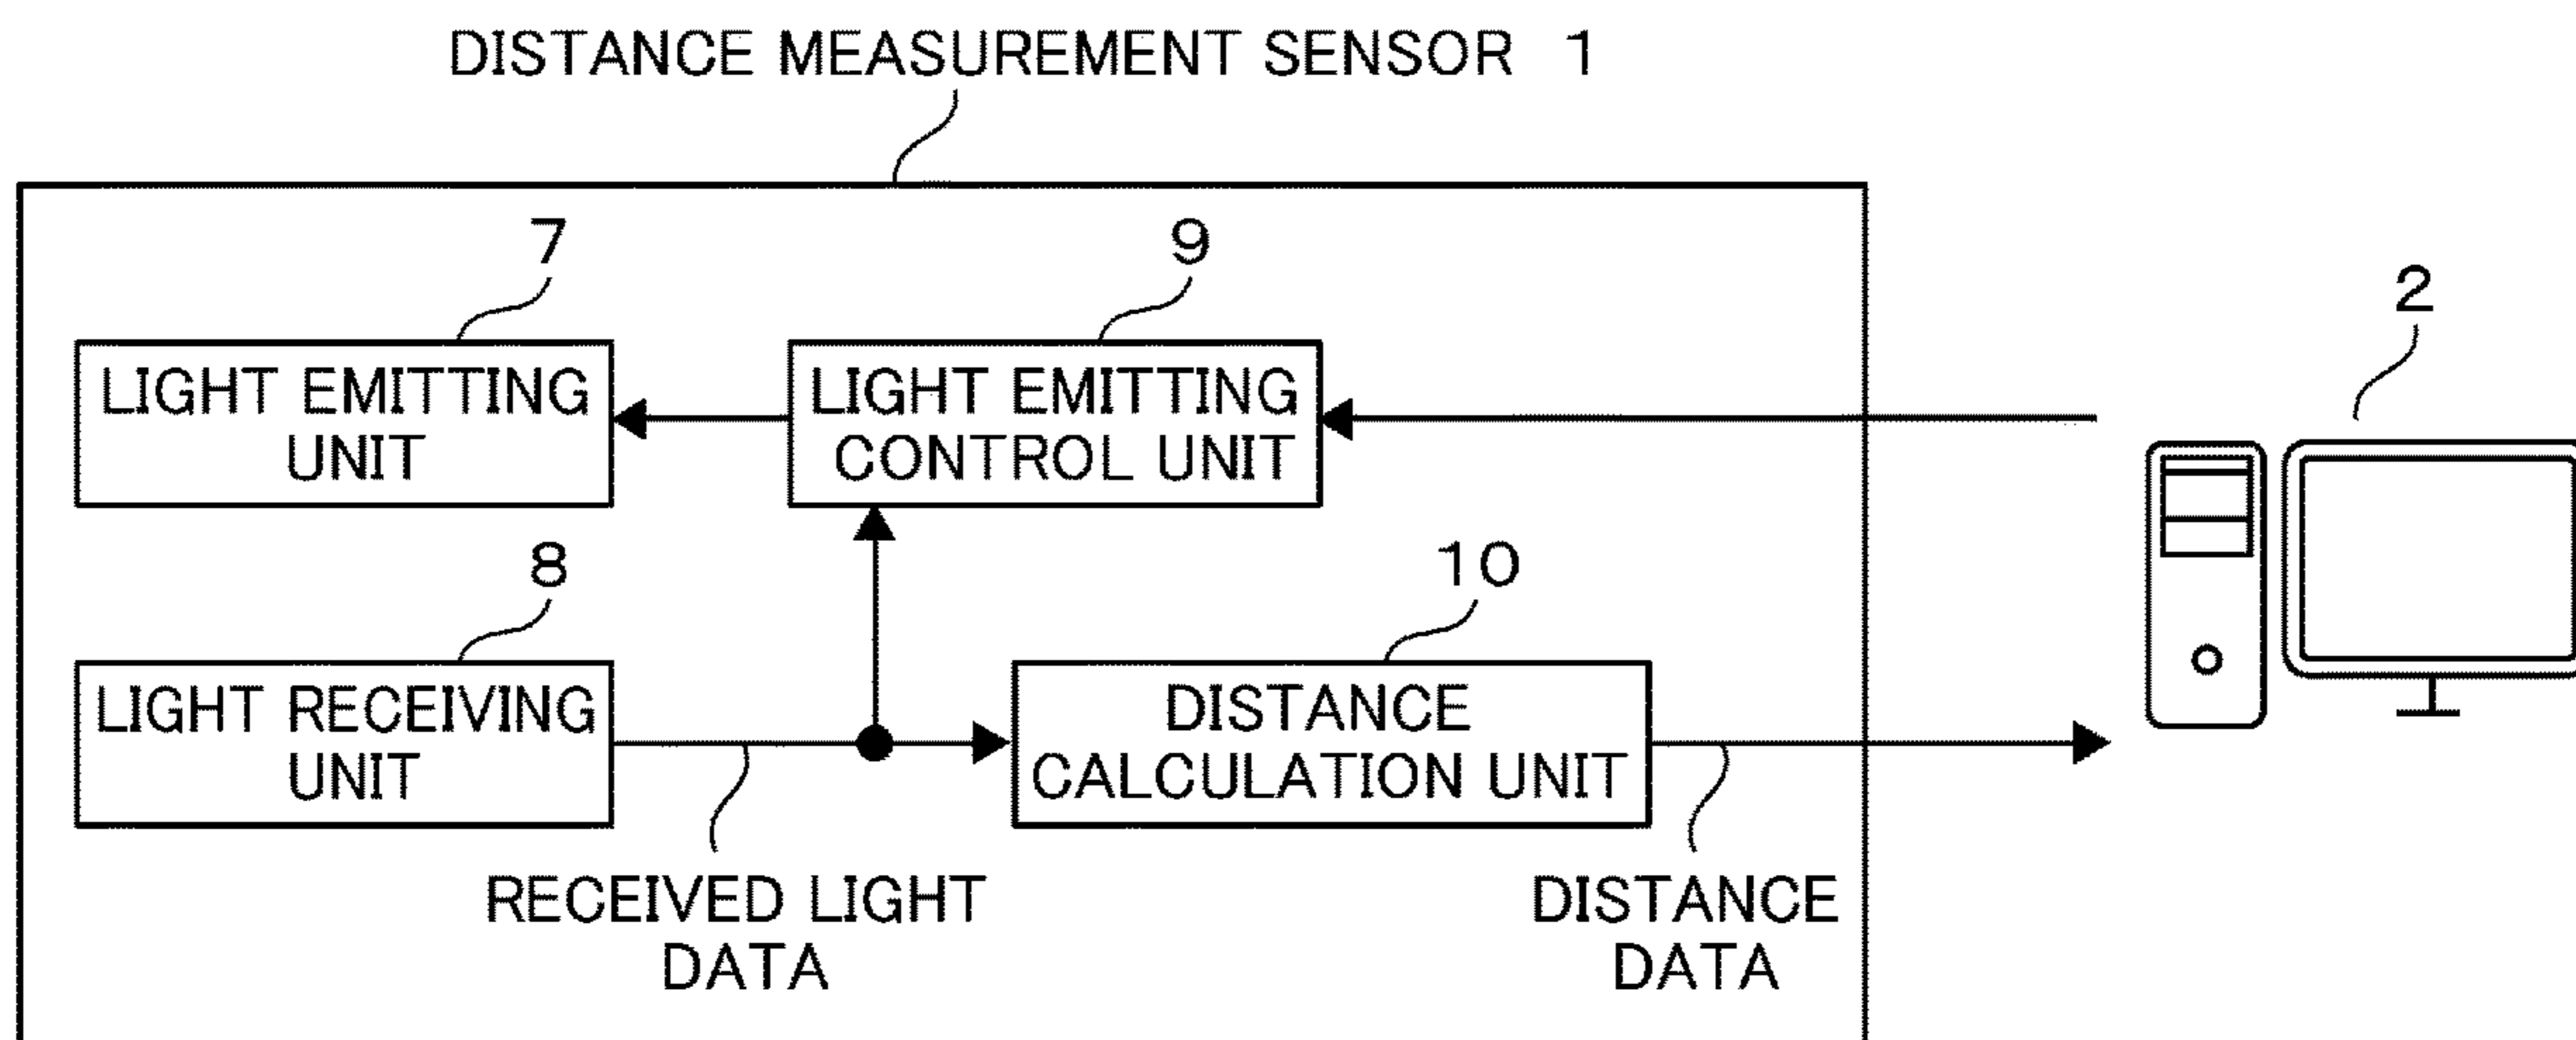 DISTANCE MEASUREMENT SENSOR 1
7
9
2
LIGHT EMITTING
UNIT
LIGHT EMITTING
CONTROL UNIT
8
10
LIGHT RECEIVING
UNIT
DISTANCE
CALCULATION UNIT
RECEIVED LIGHT
DATA
DISTANCE
DATA